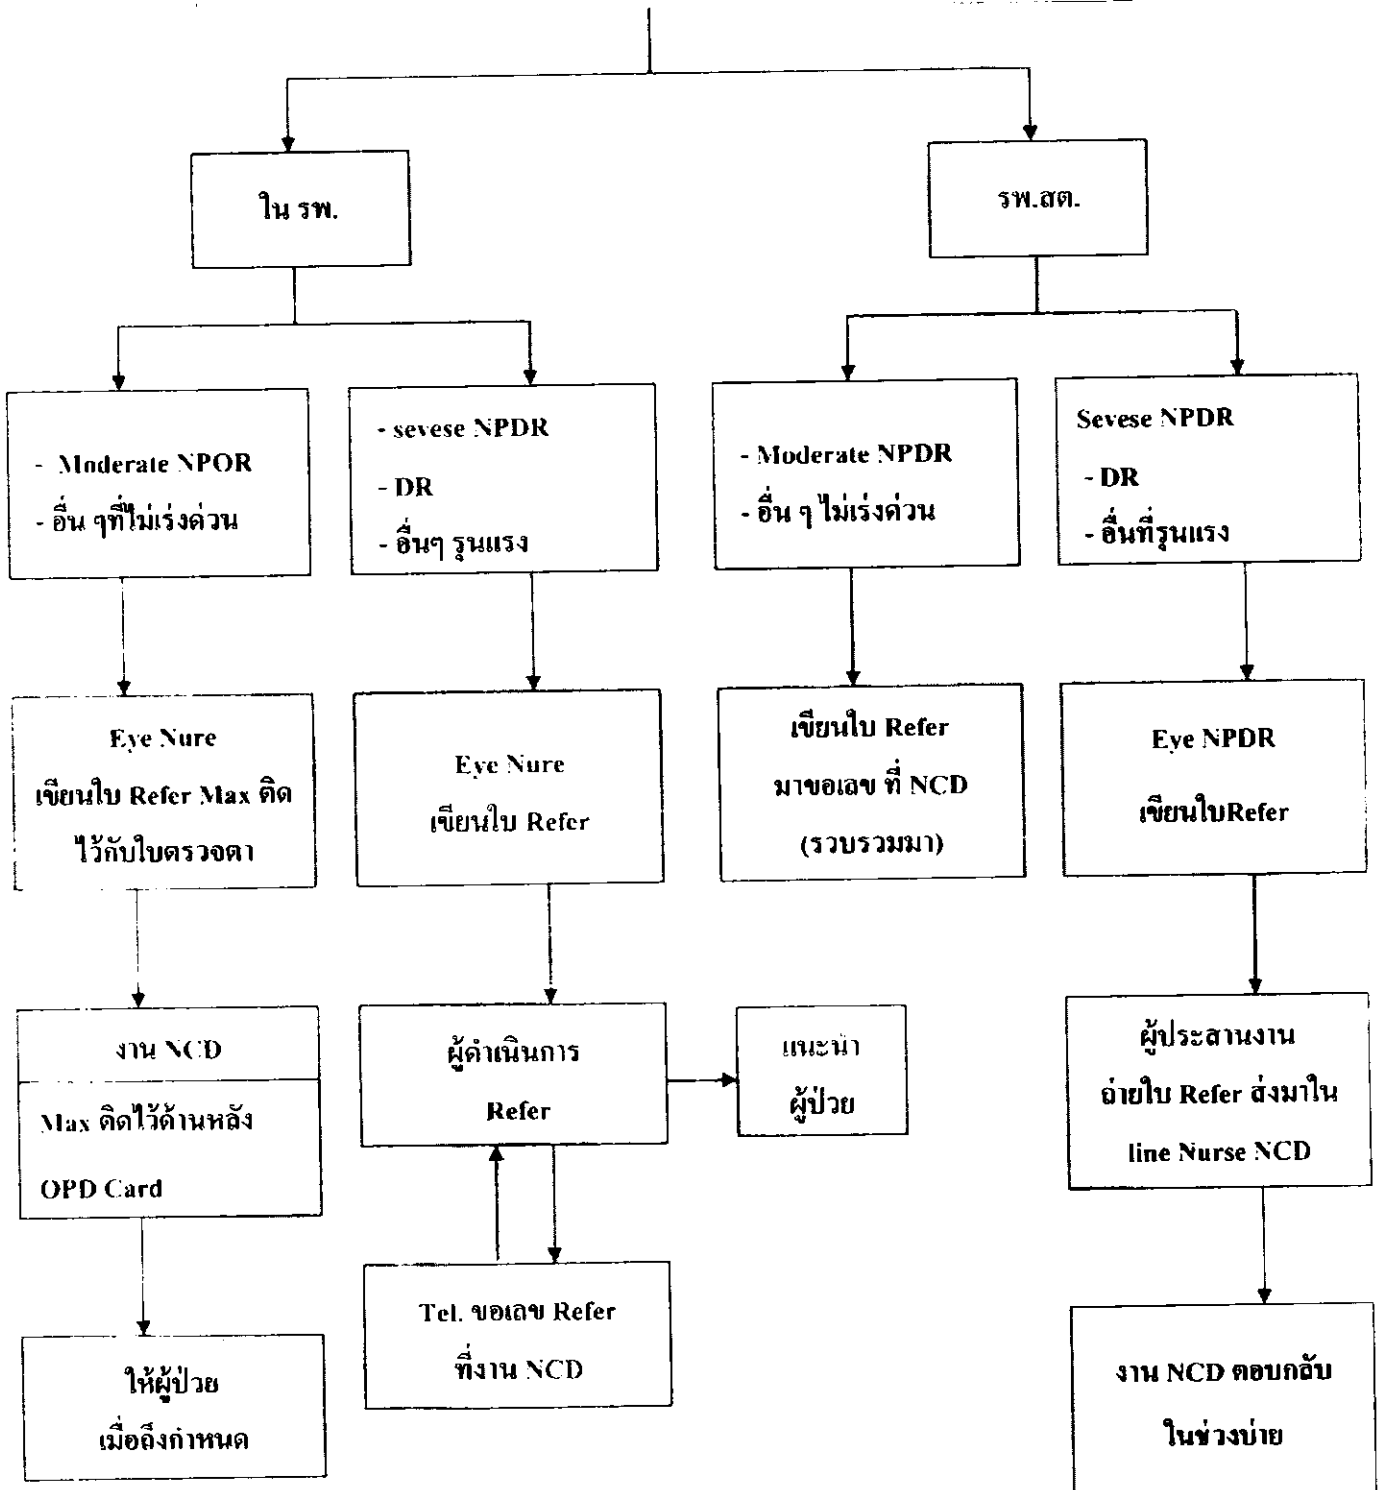 ใน รพ.
รพ.สต.
- Moderate NPOR
- อื่น ๆที่ไม่เร่งด่วน
- sevese NPDR
- DR
- อื่นๆ รุนแรง
- Moderate NPDR
- อื่น ๆ ไม่เร่งด่วน
Sevese NPDR
- DR
- อื่นที่รุนแรง
Eye Nure
เขียนใบ Refer Max ติด
ไว้กับใบตรวจตา
Eye Nure
เขียนใบ Refer
เขียนใบ Refer
มาขอเลข ที่ NCD
(รวบรวมมา)
Eye NPDR
เขียนใบRefer
งาน NCD
Max ติดไว้ด้านหลัง
OPD Card
ผู้ดำเนินการ
Refer
แนะนำ
ผู้ป่วย
ผู้ประสานงาน
ถ่ายใบ Refer ส่งมาใน
line Nurse NCD
Tel. ขอเลข Refer
ที่งาน NCD
ให้ผู้ป่วย
เมื่อถึงกำหนด
งาน NCD ตอบกลับ
ในช่วงบ่าย